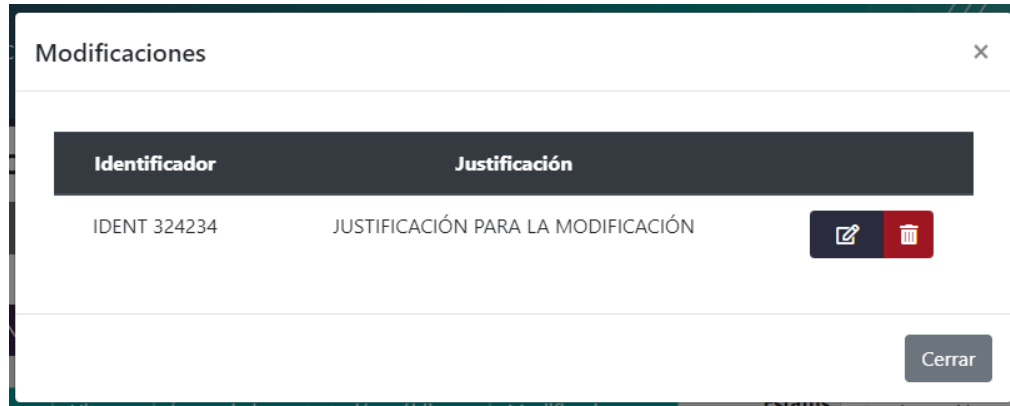 Modificaciones
×
Identificador Justificación
IDENT 324234 JUSTIFICACIÓN PARA LA MODIFICACIÓN
Cerrar